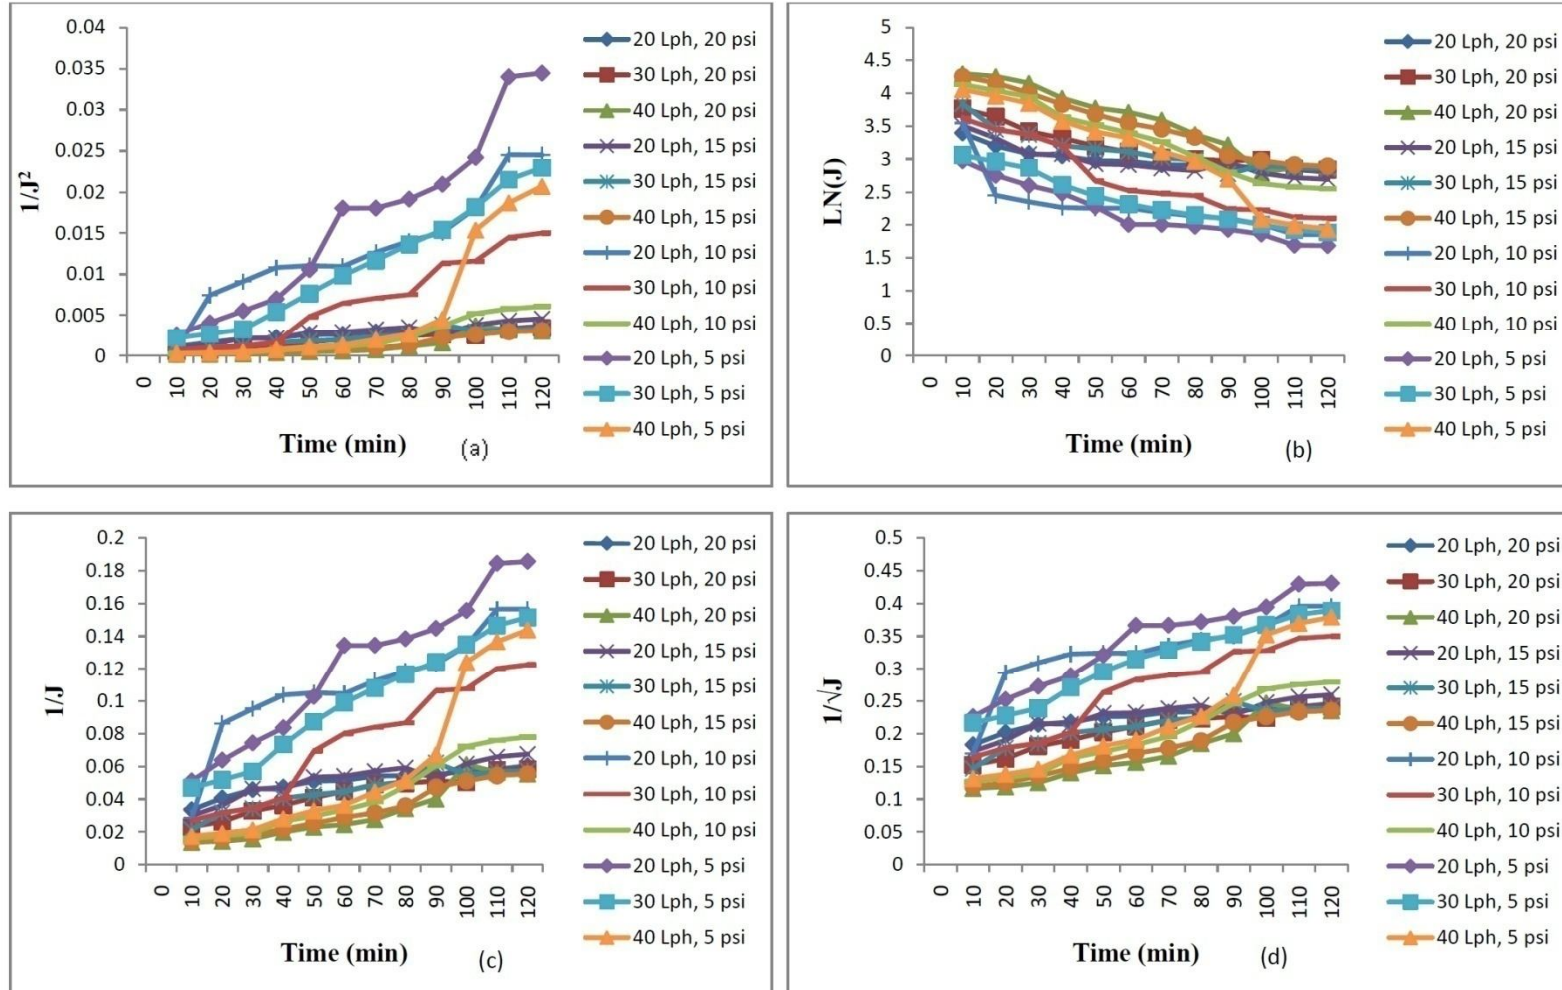 0.04
0.035
0.03
0.025
0.02
0.015
0.01
0.005
0
1/J²
0
10
20
30
40
50
60
70
80
90
100
110
120
Time (min)
(a)
20 Lph, 20 psi
30 Lph, 20 psi
40 Lph, 20 psi
20 Lph, 15 psi
30 Lph, 15 psi
40 Lph, 15 psi
20 Lph, 10 psi
30 Lph, 10 psi
40 Lph, 10 psi
20 Lph, 5 psi
30 Lph, 5 psi
40 Lph, 5 psi
5
4.5
4
3.5
3
2.5
2
1.5
1
0.5
0
LN(J)
0
10
20
30
40
50
60
70
80
90
100
110
120
Time (min)
(b)
20 Lph, 20 psi
30 Lph, 20 psi
40 Lph, 20 psi
20 Lph, 15 psi
30 Lph, 15 psi
40 Lph, 15 psi
20 Lph, 10 psi
30 Lph, 10 psi
40 Lph, 10 psi
20 Lph, 5 psi
30 Lph, 5 psi
40 Lph, 5 psi
0.2
0.18
0.16
0.14
0.12
0.1
0.08
0.06
0.04
0.02
0
1/J
0
10
20
30
40
50
60
70
80
90
100
110
120
Time (min)
(c)
20 Lph, 20 psi
30 Lph, 20 psi
40 Lph, 20 psi
20 Lph, 15 psi
30 Lph, 15 psi
40 Lph, 15 psi
20 Lph, 10 psi
30 Lph, 10 psi
40 Lph, 10 psi
20 Lph, 5 psi
30 Lph, 5 psi
40 Lph, 5 psi
0.5
0.45
0.4
0.35
0.3
0.25
0.2
0.15
0.1
0.05
0
1/√J
0
10
20
30
40
50
60
70
80
90
100
110
120
Time (min)
(d)
20 Lph, 20 psi
30 Lph, 20 psi
40 Lph, 20 psi
20 Lph, 15 psi
30 Lph, 15 psi
40 Lph, 15 psi
20 Lph, 10 psi
30 Lph, 10 psi
40 Lph, 10 psi
20 Lph, 5 psi
30 Lph, 5 psi
40 Lph, 5 psi